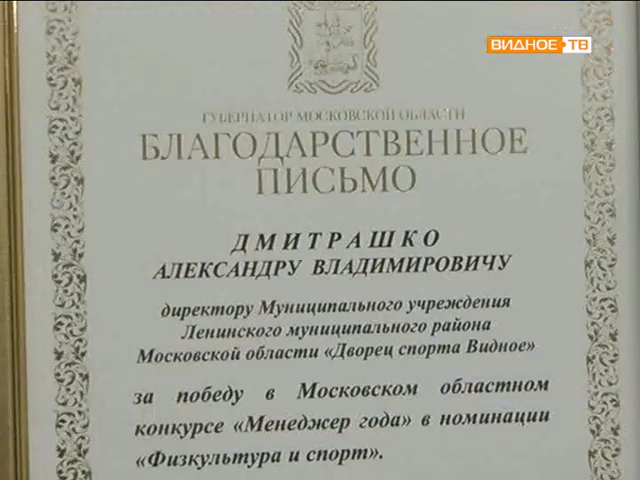 ВИДНОЕ ТВ
ГУБЕРНАТОР МОСКОВСКОЙ ОБЛАСТИ
БЛАГОДАРСТВЕННОЕ
ПИСЬМО
ДМИТРАШКО
АЛЕКСАНДРУ ВЛАДИМИРОВИЧУ
директору Муниципального учреждения
Ленинского муниципального района
Московской области «Дворец спорта Видное»
за победу в Московском областном
конкурсе «Менеджер года» в номинации
«Физкультура и спорт».